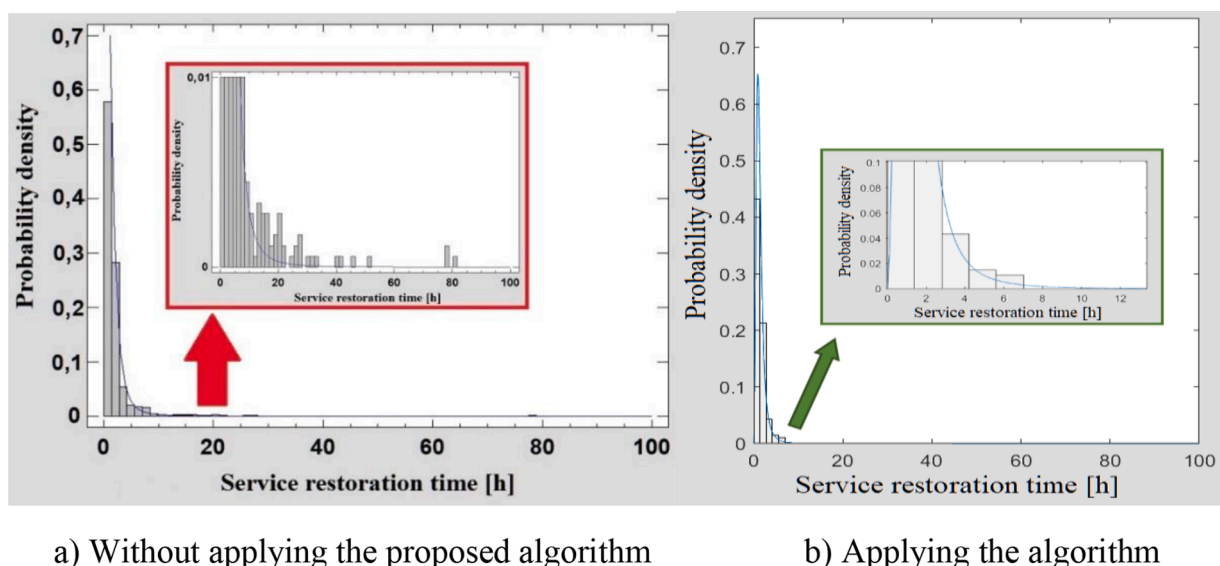 0,7
0,6
0,5
0,4
0,3
0,2
0,1
0
Probability density
0 20 40 60 80 100
Service restoration time [h]
0,01
0
Probability density
0 20 40 60 80 100
Service restoration time [h]
0.7
0.6
0.5
0.4
0.3
0.2
0.1
0
Probability density
0 20 40 60 80 100
Service restoration time [h]
0.1
0.08
0.06
0.04
0.02
0
Probability density
0 2 4 6 8 10 12
Service restoration time [h]
a) Without applying the proposed algorithm
b) Applying the algorithm